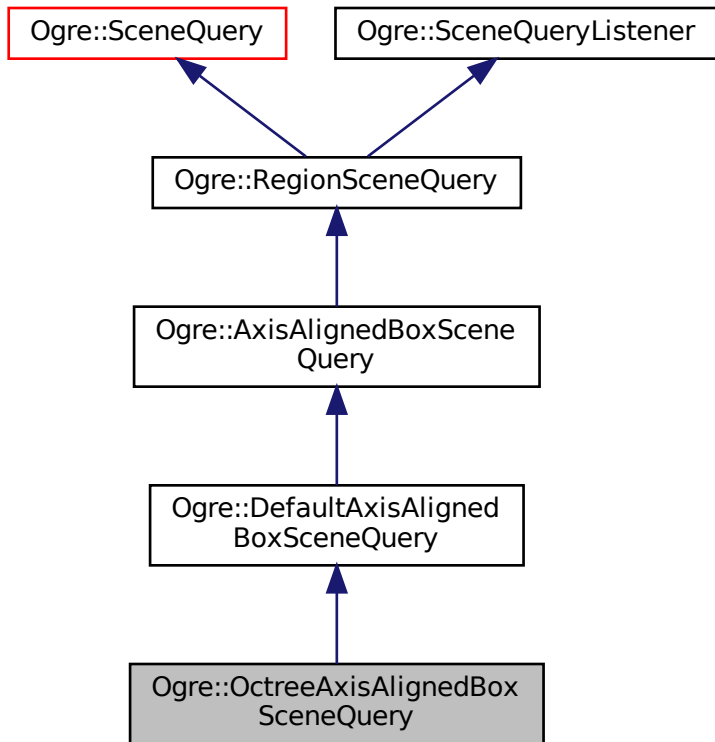 Ogre::SceneQuery
Ogre::SceneQueryListener
Ogre::RegionSceneQuery
Ogre::AxisAlignedBoxScene
Query
Ogre::DefaultAxisAligned
BoxSceneQuery
Ogre::OctreeAxisAlignedBox
SceneQuery